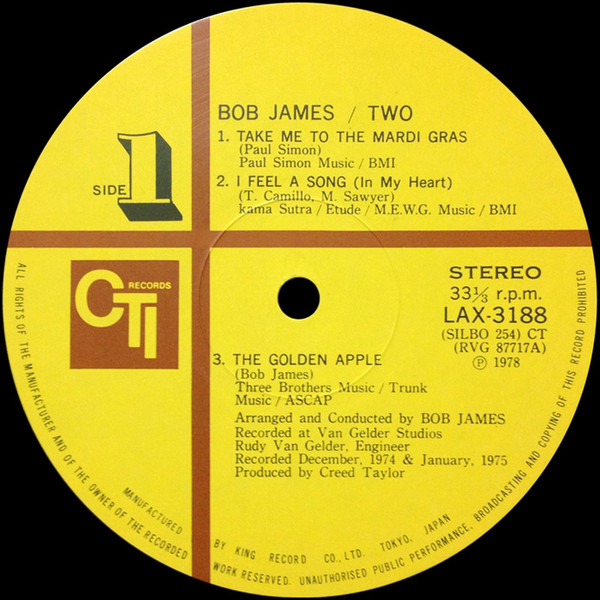 BOB JAMES / TWO
1. TAKE ME TO THE MARDI GRAS
(Paul Simon)
Paul Simon Music / BMI
2. I FEEL A SONG (In My Heart)
(T. Camillo, M. Sawyer)
kama Sutra / Etude / M.E.W.G. Music / BMI
SIDE 1
CTI RECORDS
STEREO
33⅓ r.p.m.
LAX-3188
(SILBO 254) CT
(RVG 87717A)
Ⓟ 1978
3. THE GOLDEN APPLE
(Bob James)
Three Brothers Music / Trunk
Music / ASCAP
Arranged and Conducted by BOB JAMES
Recorded at Van Gelder Studios
Rudy Van Gelder, Engineer
Recorded December, 1974 & January, 1975
Produced by Creed Taylor
MANUFACTURED BY KING RECORD CO., LTD. TOKYO, JAPAN
ALL RIGHTS OF THE MANUFACTURER AND OF THE OWNER OF THE RECORDED WORK RESERVED. UNAUTHORISED PUBLIC PERFORMANCE, BROADCASTING AND COPYING OF THIS RECORD PROHIBITED